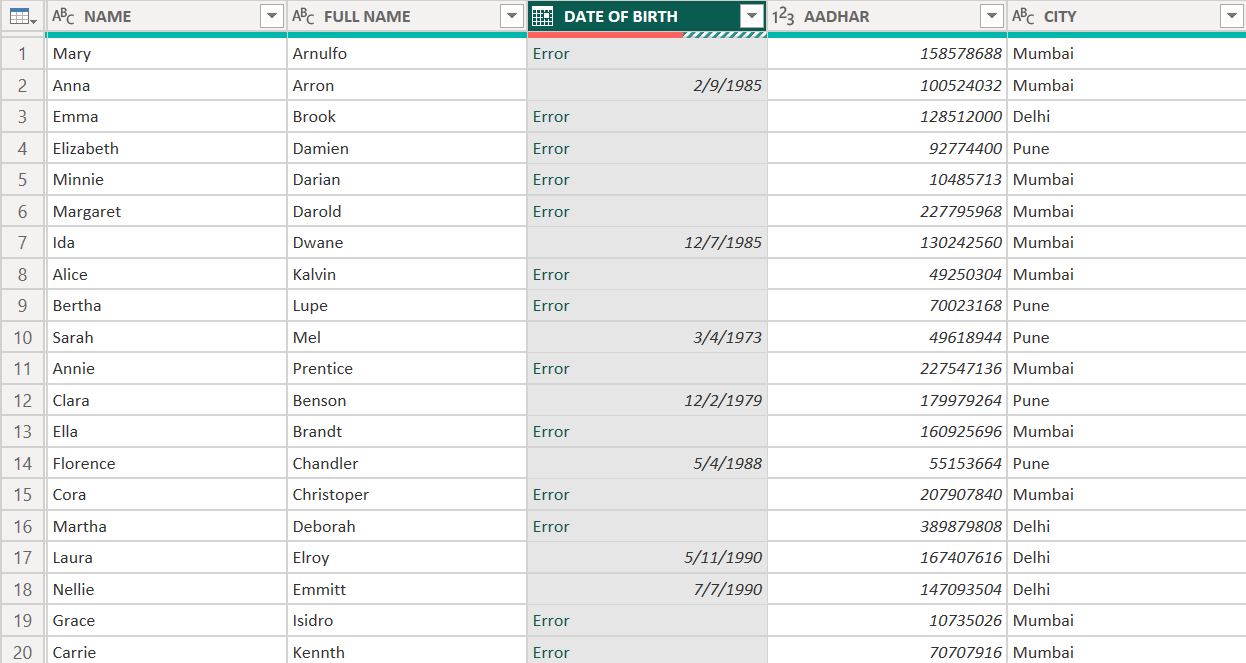 ABC NAME ABC FULL NAME DATE OF BIRTH 123 AADHAR ABC CITY
1 Mary Arnulfo Error 158578688 Mumbai
2 Anna Arron 2/9/1985 100524032 Mumbai
3 Emma Brook Error 128512000 Delhi
4 Elizabeth Damien Error 92774400 Pune
5 Minnie Darian Error 10485713 Mumbai
6 Margaret Darold Error 227795968 Mumbai
7 Ida Dwane 12/7/1985 130242560 Mumbai
8 Alice Kalvin Error 49250304 Mumbai
9 Bertha Lupe Error 70023168 Pune
10 Sarah Mel 3/4/1973 49618944 Pune
11 Annie Prentice Error 227547136 Mumbai
12 Clara Benson 12/2/1979 179979264 Pune
13 Ella Brandt Error 160925696 Mumbai
14 Florence Chandler 5/4/1988 55153664 Pune
15 Cora Christoper Error 207907840 Mumbai
16 Martha Deborah Error 389879808 Delhi
17 Laura Elroy 5/11/1990 167407616 Delhi
18 Nellie Emmitt 7/7/1990 147093504 Delhi
19 Grace Isidro Error 10735026 Mumbai
20 Carrie Kennth Error 70707916 Mumbai